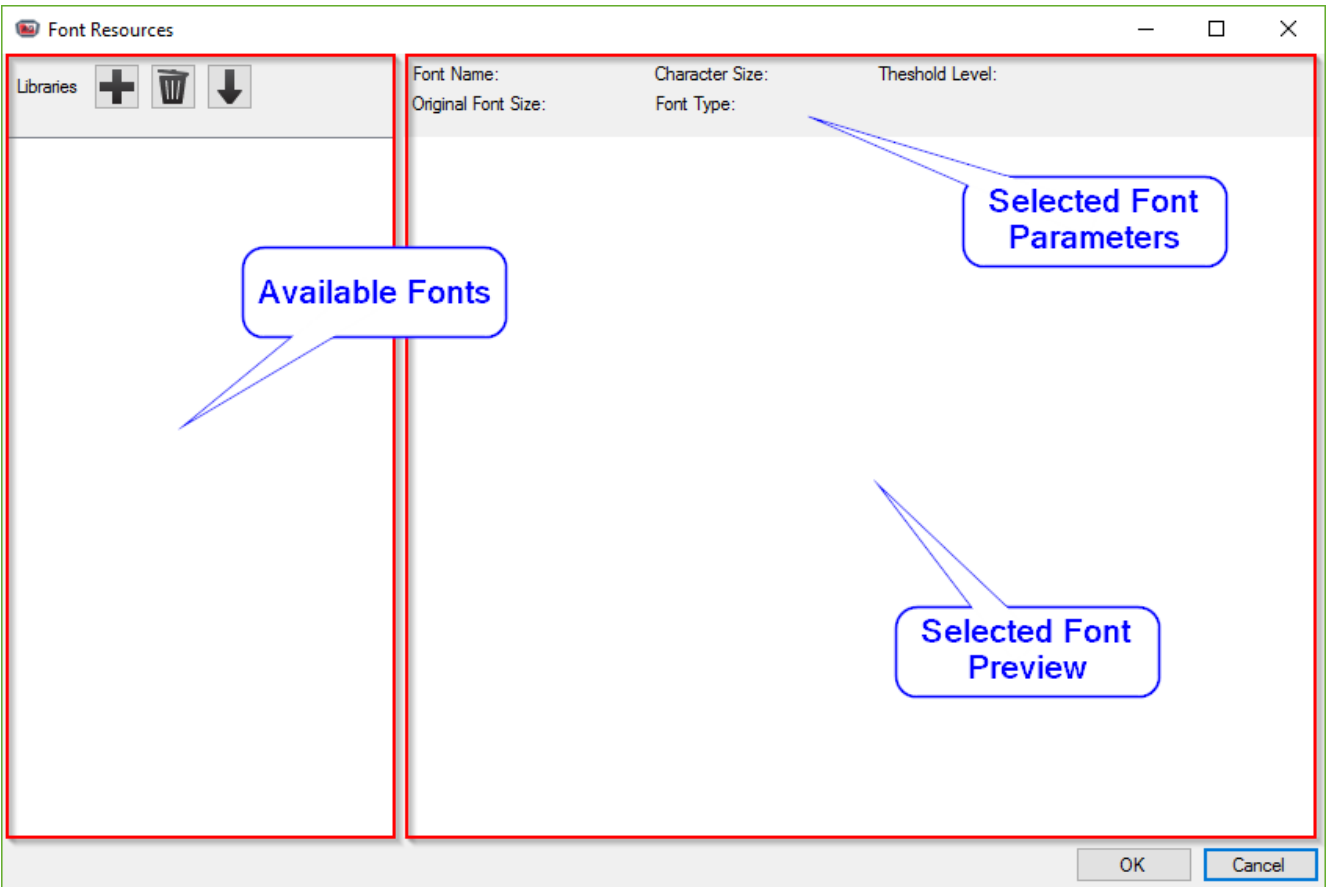 Font Resources
Libraries
Font Name: Character Size: Theshold Level:
Original Font Size: Font Type:
Selected Font
Parameters
Available Fonts
Selected Font
Preview
OK Cancel